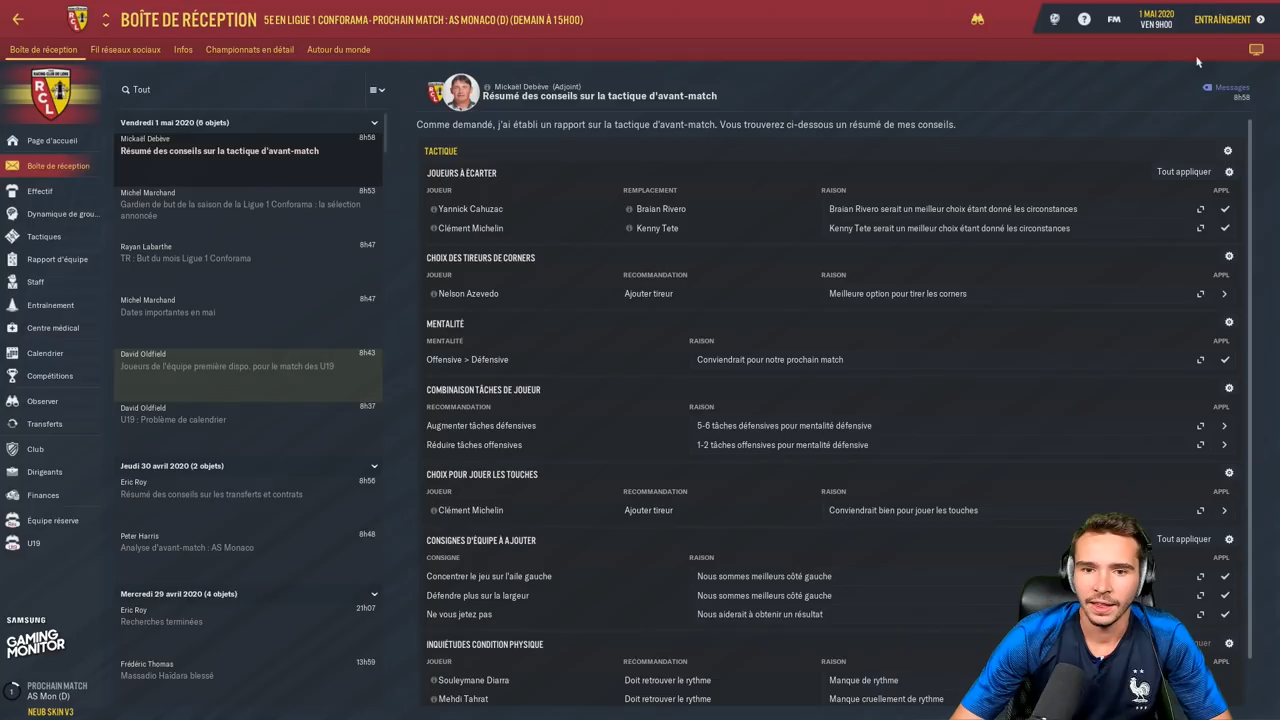 BOÎTE DE RÉCEPTION 5E EN LIGUE 1 CONFORAMA - PROCHAIN MATCH : AS MONACO (D) (DEMAIN À 15H00)
FM 1 MAI 2020 VEN 9H00 ENTRAÎNEMENT
Boîte de réception Fil réseaux sociaux Infos Championnats en détail Autour du monde
RACING CLUB DE LENS
RCL
Page d'accueil
Boîte de réception
Effectif
Dynamique de grou...
Tactiques
Rapport d'équipe
Staff
Entraînement
Centre médical
Calendrier
Compétitions
Observer
Transferts
Club
Dirigeants
Finances
Équipe réserve
U19
SAMSUNG
GAMING
MONITOR
1 PROCHAIN MATCH
AS Mon (D)
NEUB SKIN V3
Tout
Vendredi 1 mai 2020 (6 objets)
Mickaël Debève 8h58
Résumé des conseils sur la tactique d'avant-match
Michel Marchand 8h53
Gardien de but de la saison de la Ligue 1 Conforama : la sélection
annoncée
Rayan Labarthe 8h47
TR : But du mois Ligue 1 Conforama
Michel Marchand 8h47
Dates importantes en mai
David Oldfield 8h43
Joueurs de l'équipe première dispo. pour le match des U19
David Oldfield 8h37
U19 : Problème de calendrier
Jeudi 30 avril 2020 (2 objets)
Eric Roy 8h56
Résumé des conseils sur les transferts et contrats
Peter Harris 8h48
Analyse d'avant-match : AS Monaco
Mercredi 29 avril 2020 (4 objets)
Eric Roy 21h07
Recherches terminées
Frédéric Thomas 13h59
Massadio Haïdara blessé
Mickaël Debève (Adjoint)
Résumé des conseils sur la tactique d'avant-match
Messages
8h58
Comme demandé, j'ai établi un rapport sur la tactique d'avant-match. Vous trouverez ci-dessous un résumé de mes conseils.
TACTIQUE
JOUEURS À ÉCARTER Tout appliquer
JOUEUR REMPLACEMENT RAISON APPL
Yannick Cahuzac Braian Rivero Braian Rivero serait un meilleur choix étant donné les circonstances
Clément Michelin Kenny Tete Kenny Tete serait un meilleur choix étant donné les circonstances
CHOIX DES TIREURS DE CORNERS
JOUEUR RECOMMANDATION RAISON APPL
Nelson Azevedo Ajouter tireur Meilleure option pour tirer les corners
MENTALITÉ
MENTALITÉ RAISON APPL
Offensive > Défensive Conviendrait pour notre prochain match
COMBINAISON TÂCHES DE JOUEUR
RECOMMANDATION RAISON APPL
Augmenter tâches défensives 5-6 tâches défensives pour mentalité défensive
Réduire tâches offensives 1-2 tâches offensives pour mentalité défensive
CHOIX POUR JOUER LES TOUCHES
JOUEUR RECOMMANDATION RAISON APPL
Clément Michelin Ajouter tireur Conviendrait bien pour jouer les touches
CONSIGNES D'ÉQUIPE À AJOUTER Tout appliquer
CONSIGNE RAISON APPL
Concentrer le jeu sur l'aile gauche Nous sommes meilleurs côté gauche
Défendre plus sur la largeur Nous sommes meilleurs côté gauche
Ne vous jetez pas Nous aiderait à obtenir un résultat
INQUIÉTUDES CONDITION PHYSIQUE
JOUEUR RECOMMANDATION RAISON APPL
Souleymane Diarra Doit retrouver le rythme Manque de rythme
Mehdi Tahrat Doit retrouver le rythme Manque cruellement de rythme